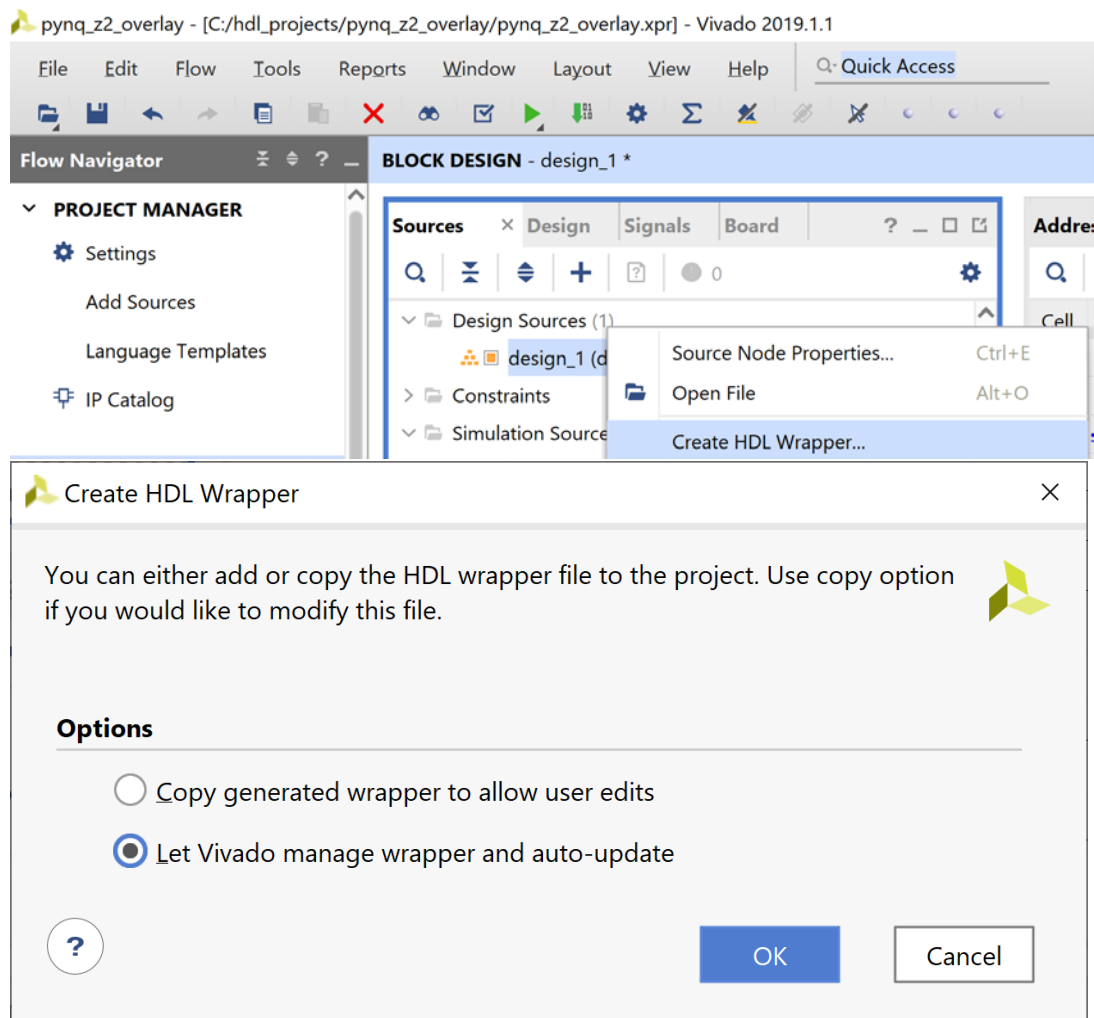 pynq_z2_overlay - [C:/hdl_projects/pynq_z2_overlay/pynq_z2_overlay.xpr] - Vivado 2019.1.1
File Edit Flow Tools Reports Window Layout View Help Quick Access
Flow Navigator ? BLOCK DESIGN - design_1 *
PROJECT MANAGER
Settings
Add Sources
Language Templates
IP Catalog
Sources Design Signals Board ? Addre
? 0
Design Sources (1) Cell
design_1 (d
Constraints
Simulation Source
Source Node Properties... Ctrl+E
Open File Alt+O
Create HDL Wrapper...
Create HDL Wrapper
You can either add or copy the HDL wrapper file to the project. Use copy option
if you would like to modify this file.
Options
Copy generated wrapper to allow user edits
Let Vivado manage wrapper and auto-update
? OK Cancel